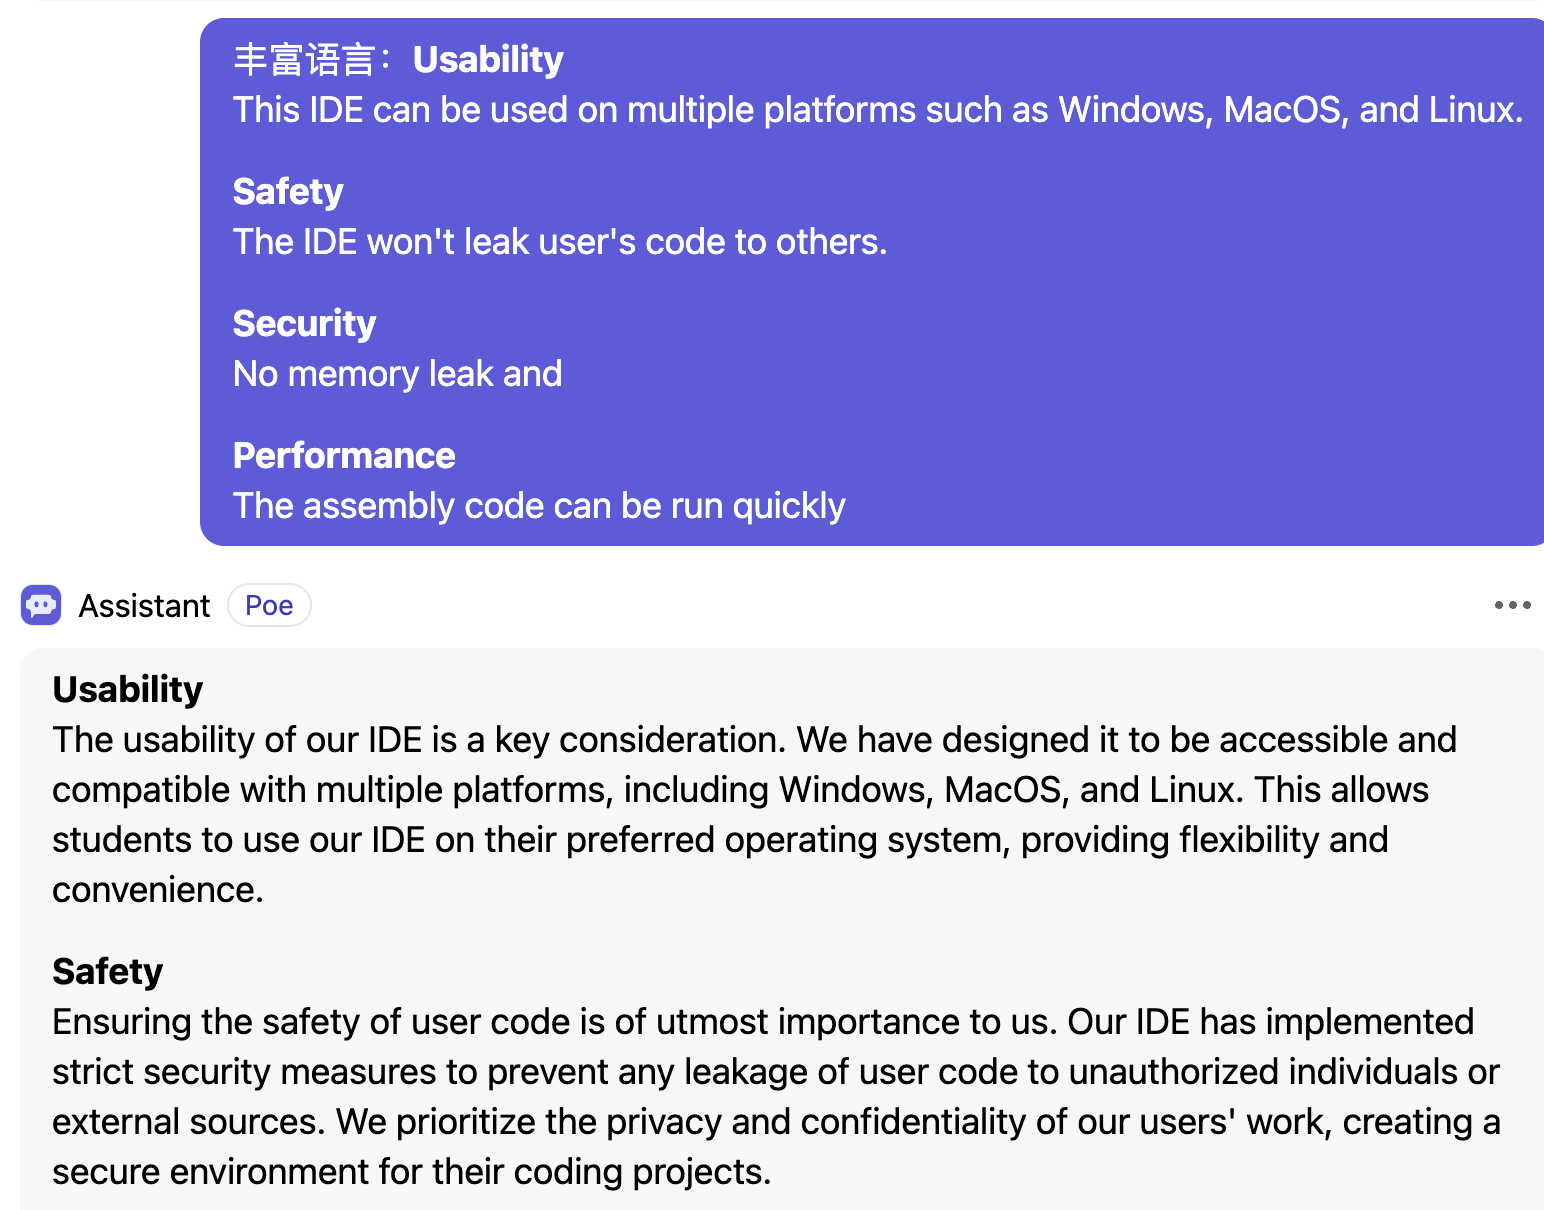 丰富语言：Usability
This IDE can be used on multiple platforms such as Windows, MacOS, and Linux.
Safety
The IDE won't leak user's code to others.
Security
No memory leak and
Performance
The assembly code can be run quickly
Assistant Poe
Usability
The usability of our IDE is a key consideration. We have designed it to be accessible and
compatible with multiple platforms, including Windows, MacOS, and Linux. This allows
students to use our IDE on their preferred operating system, providing flexibility and
convenience.
Safety
Ensuring the safety of user code is of utmost importance to us. Our IDE has implemented
strict security measures to prevent any leakage of user code to unauthorized individuals or
external sources. We prioritize the privacy and confidentiality of our users' work, creating a
secure environment for their coding projects.